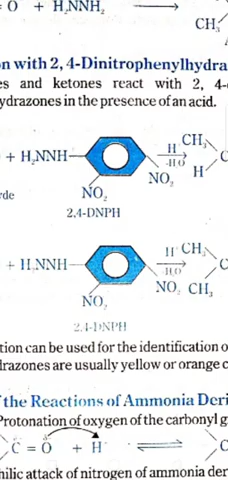 = O + H₂NNH₂ ⟶
CH₃
on with 2, 4-Dinitrophenylhydra
es and ketones react with 2, 4-
ydrazones in the presence of an acid.
+ H₂NNH— NO₂ H⁺ -H₂O CH₃ H C
NO₂
rde
2,4-DNPH
+ H₂NNH— NO₂ H⁺ -H₂O CH₃ CH₃ C
NO₂
2,4-DNPH
tion can be used for the identification o
drazones are usually yellow or orange c
f the Reactions of Ammonia Deri
Protonation of oxygen of the carbonyl g
C = O + H⁺ ⇌ C
hilic attack of nitrogen of ammonia der